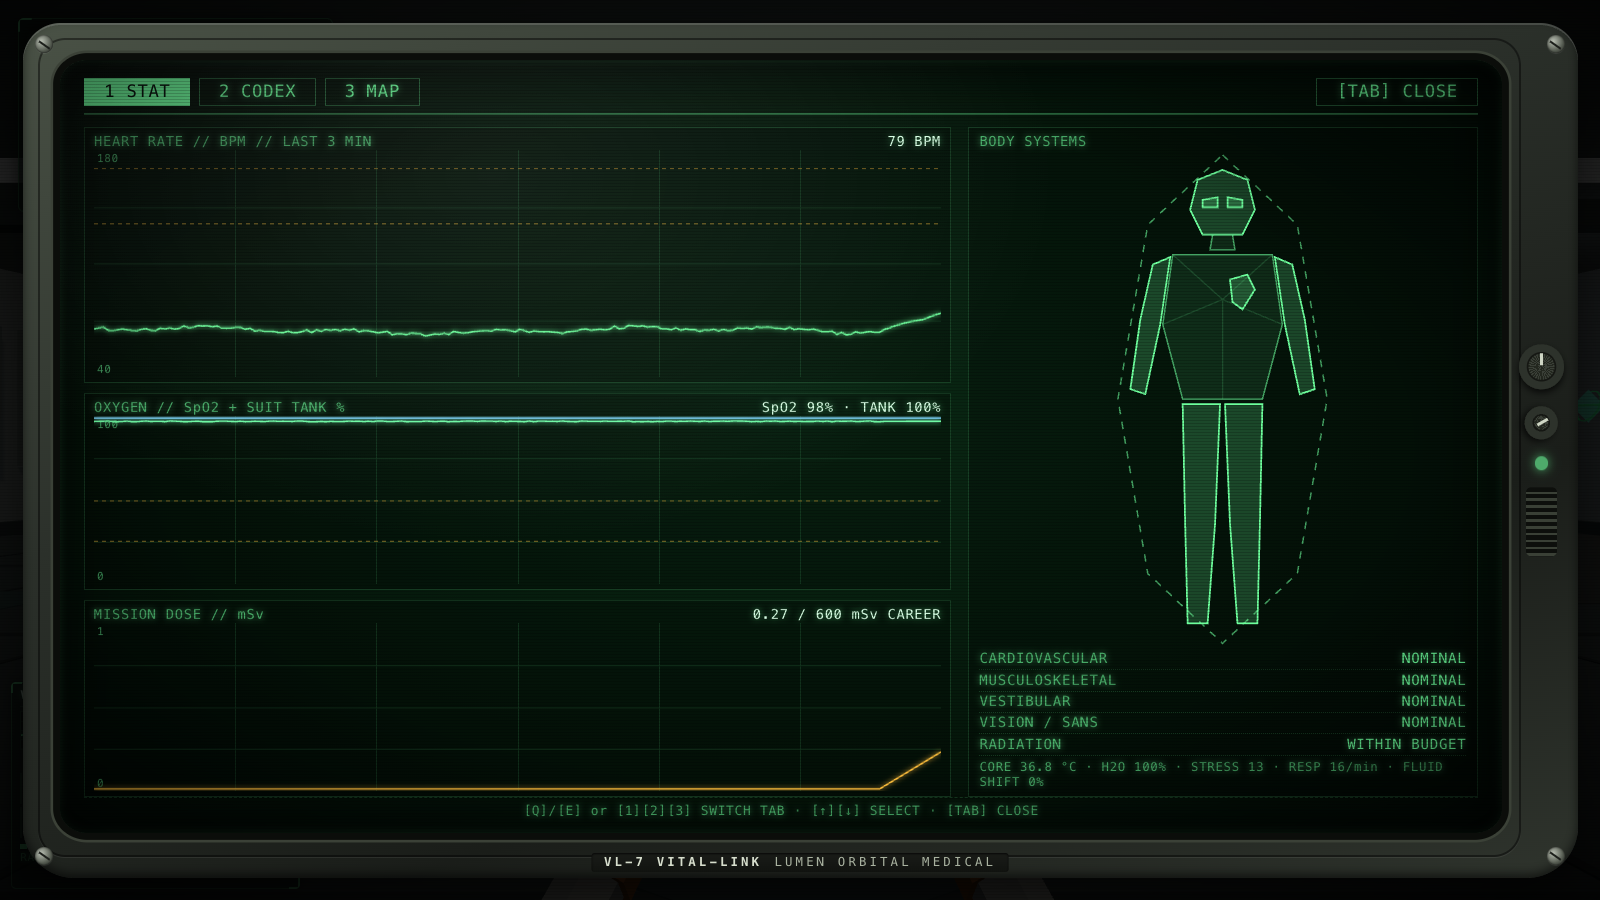 1 STAT
2 CODEX
3 MAP
[TAB] CLOSE
HEART RATE // BPM // LAST 3 MIN
79 BPM
180
40
OXYGEN // SpO2 + SUIT TANK %
SpO2 98% · TANK 100%
100
0
MISSION DOSE // mSv
0.27 / 600 mSv CAREER
1
0
BODY SYSTEMS
CARDIOVASCULAR NOMINAL
MUSCULOSKELETAL NOMINAL
VESTIBULAR NOMINAL
VISION / SANS NOMINAL
RADIATION WITHIN BUDGET
CORE 36.8 °C · H2O 100% · STRESS 13 · RESP 16/min · FLUID
SHIFT 0%
[Q]/[E] or [1][2][3] SWITCH TAB · [↑][↓] SELECT · [TAB] CLOSE
VL-7 VITAL-LINK LUMEN ORBITAL MEDICAL